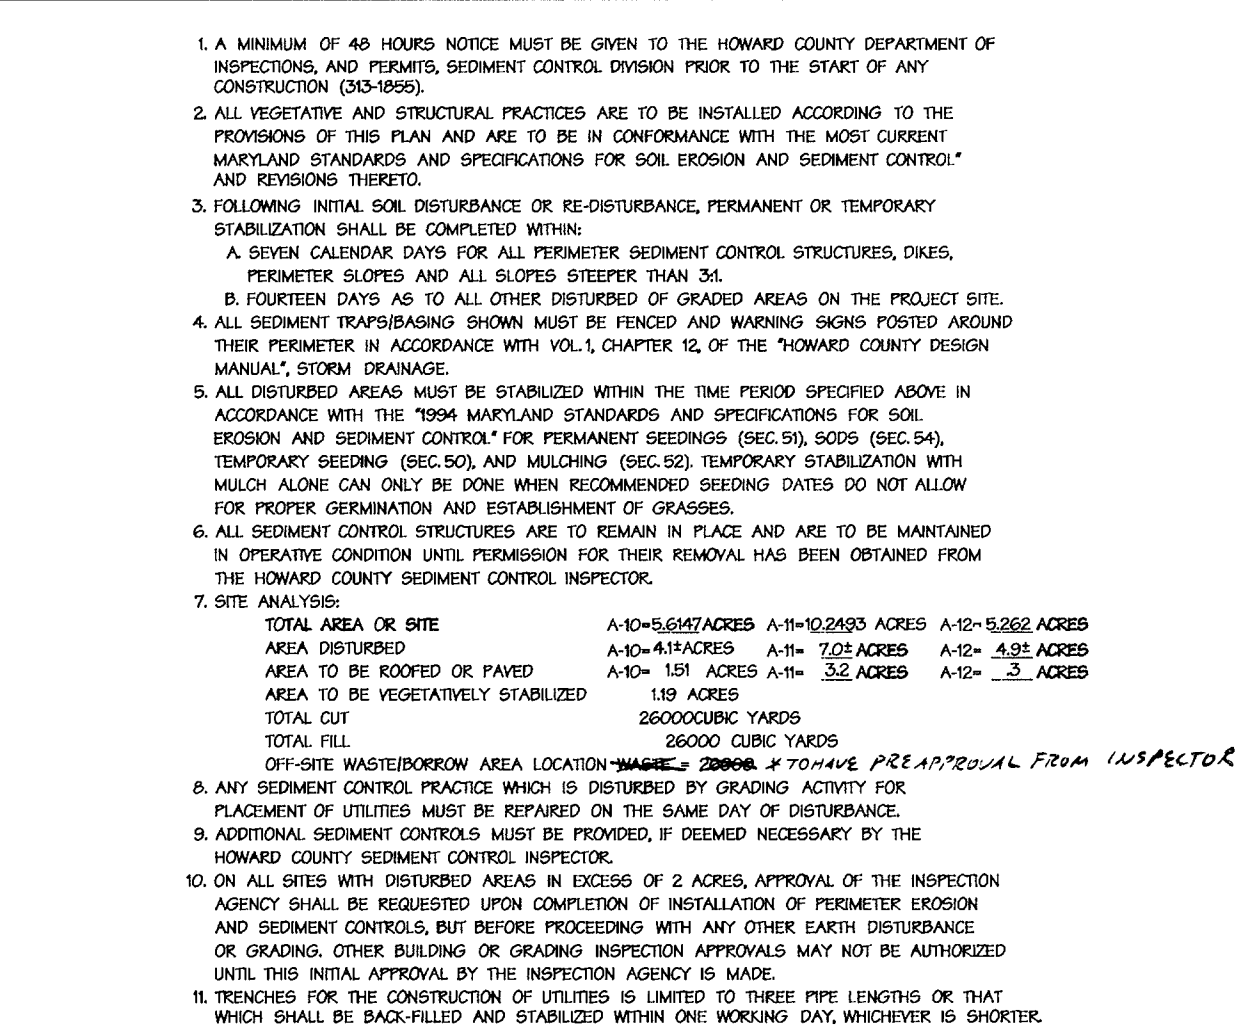 1. A MINIMUM OF 48 HOURS NOTICE MUST BE GIVEN TO THE HOWARD COUNTY DEPARTMENT OF
INSPECTIONS, AND PERMITS, SEDIMENT CONTROL DIVISION PRIOR TO THE START OF ANY
CONSTRUCTION (313-1855).
2. ALL VEGETATIVE AND STRUCTURAL PRACTICES ARE TO BE INSTALLED ACCORDING TO THE
PROVISIONS OF THIS PLAN AND ARE TO BE IN CONFORMANCE WITH THE MOST CURRENT
MARYLAND STANDARDS AND SPECIFICATIONS FOR SOIL EROSION AND SEDIMENT CONTROL"
AND REVISIONS THERETO.
3. FOLLOWING INITIAL SOIL DISTURBANCE OR RE-DISTURBANCE, PERMANENT OR TEMPORARY
STABILIZATION SHALL BE COMPLETED WITHIN:
A. SEVEN CALENDAR DAYS FOR ALL PERIMETER SEDIMENT CONTROL STRUCTURES, DIKES,
PERIMETER SLOPES AND ALL SLOPES STEEPER THAN 3:1.
B. FOURTEEN DAYS AS TO ALL OTHER DISTURBED OF GRADED AREAS ON THE PROJECT SITE.
4. ALL SEDIMENT TRAPS/BASING SHOWN MUST BE FENCED AND WARNING SIGNS POSTED AROUND
THEIR PERIMETER IN ACCORDANCE WITH VOL. 1, CHAPTER 12, OF THE "HOWARD COUNTY DESIGN
MANUAL", STORM DRAINAGE.
5. ALL DISTURBED AREAS MUST BE STABILIZED WITHIN THE TIME PERIOD SPECIFIED ABOVE IN
ACCORDANCE WITH THE "1994 MARYLAND STANDARDS AND SPECIFICATIONS FOR SOIL
EROSION AND SEDIMENT CONTROL" FOR PERMANENT SEEDINGS (SEC. 51), SODS (SEC. 54),
TEMPORARY SEEDING (SEC. 50), AND MULCHING (SEC. 52). TEMPORARY STABILIZATION WITH
MULCH ALONE CAN ONLY BE DONE WHEN RECOMMENDED SEEDING DATES DO NOT ALLOW
FOR PROPER GERMINATION AND ESTABLISHMENT OF GRASSES.
6. ALL SEDIMENT CONTROL STRUCTURES ARE TO REMAIN IN PLACE AND ARE TO BE MAINTAINED
IN OPERATIVE CONDITION UNTIL PERMISSION FOR THEIR REMOVAL HAS BEEN OBTAINED FROM
THE HOWARD COUNTY SEDIMENT CONTROL INSPECTOR.
7. SITE ANALYSIS:
TOTAL AREA OR SITE A-10=5.6147 ACRES A-11=10.2493 ACRES A-12= 5.262 ACRES
AREA DISTURBED A-10=4.1± ACRES A-11= 7.0± ACRES A-12= 4.9± ACRES
AREA TO BE ROOFED OR PAVED A-10= 1.51 ACRES A-11= 3.2 ACRES A-12= .3 ACRES
AREA TO BE VEGETATIVELY STABILIZED 1.19 ACRES
TOTAL CUT 26000CUBIC YARDS
TOTAL FILL 26000 CUBIC YARDS
OFF-SITE WASTE/BORROW AREA LOCATION WASTE = * TO HAVE PREAPPROVAL FROM INSPECTOR
8. ANY SEDIMENT CONTROL PRACTICE WHICH IS DISTURBED BY GRADING ACTIVITY FOR
PLACEMENT OF UTILITIES MUST BE REPAIRED ON THE SAME DAY OF DISTURBANCE.
9. ADDITIONAL SEDIMENT CONTROLS MUST BE PROVIDED, IF DEEMED NECESSARY BY THE
HOWARD COUNTY SEDIMENT CONTROL INSPECTOR.
10. ON ALL SITES WITH DISTURBED AREAS IN EXCESS OF 2 ACRES, APPROVAL OF THE INSPECTION
AGENCY SHALL BE REQUESTED UPON COMPLETION OF INSTALLATION OF PERIMETER EROSION
AND SEDIMENT CONTROLS, BUT BEFORE PROCEEDING WITH ANY OTHER EARTH DISTURBANCE
OR GRADING. OTHER BUILDING OR GRADING INSPECTION APPROVALS MAY NOT BE AUTHORIZED
UNTIL THIS INITIAL APPROVAL BY THE INSPECTION AGENCY IS MADE.
11. TRENCHES FOR THE CONSTRUCTION OF UTILITIES IS LIMITED TO THREE PIPE LENGTHS OR THAT
WHICH SHALL BE BACK-FILLED AND STABILIZED WITHIN ONE WORKING DAY, WHICHEVER IS SHORTER.